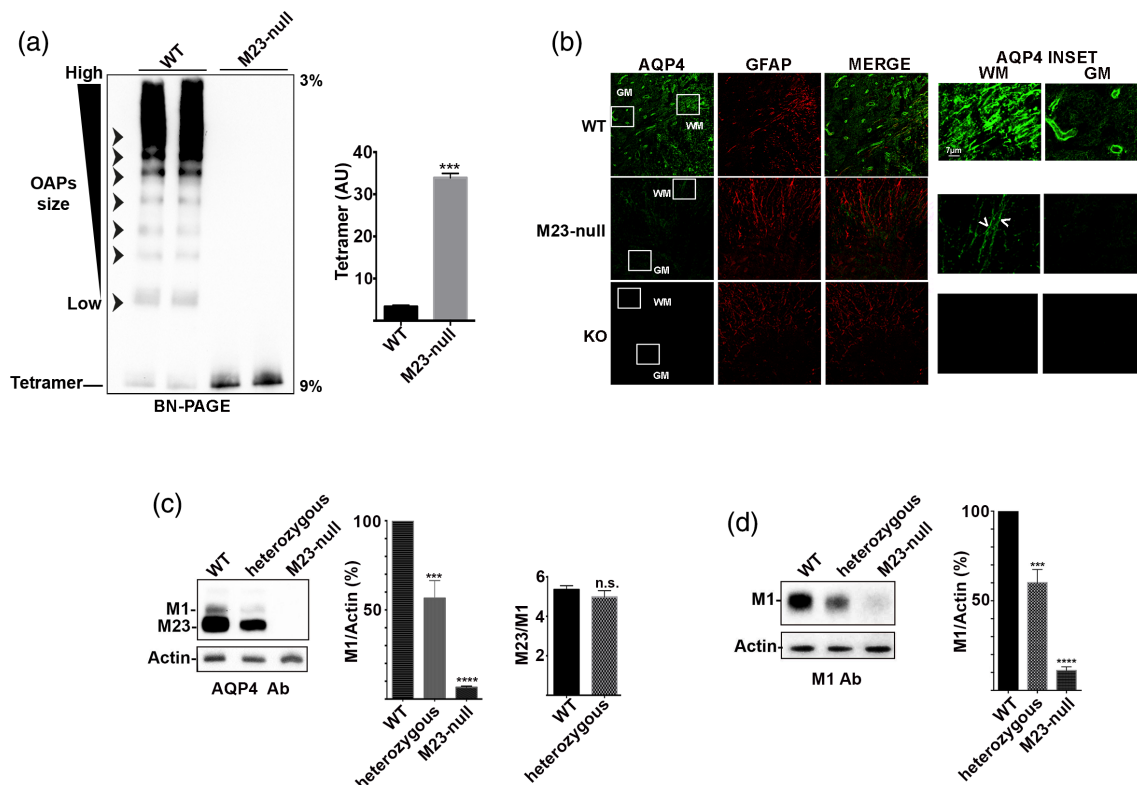 (a)
WT
M23-null
High
3%
OAPs
size
Low
Tetramer
9%
BN-PAGE
Tetramer (AU)
40
30
20
10
***
WT
M23-null
(b)
AQP4
GFAP
MERGE
AQP4 INSET
WM
GM
WT
GM
WM
7µm
M23-null
WM
GM
KO
WM
GM
(c)
WT
heterozygous
M23-null
M1
M23
Actin
AQP4 Ab
M1/Actin (%)
100
50
***
****
WT
heterozygous
M23-null
M23/M1
6
4
2
n.s.
WT
heterozygous
(d)
WT
heterozygous
M23-null
M1
Actin
M1 Ab
M1/Actin (%)
100
50
***
****
WT
heterozygous
M23-null